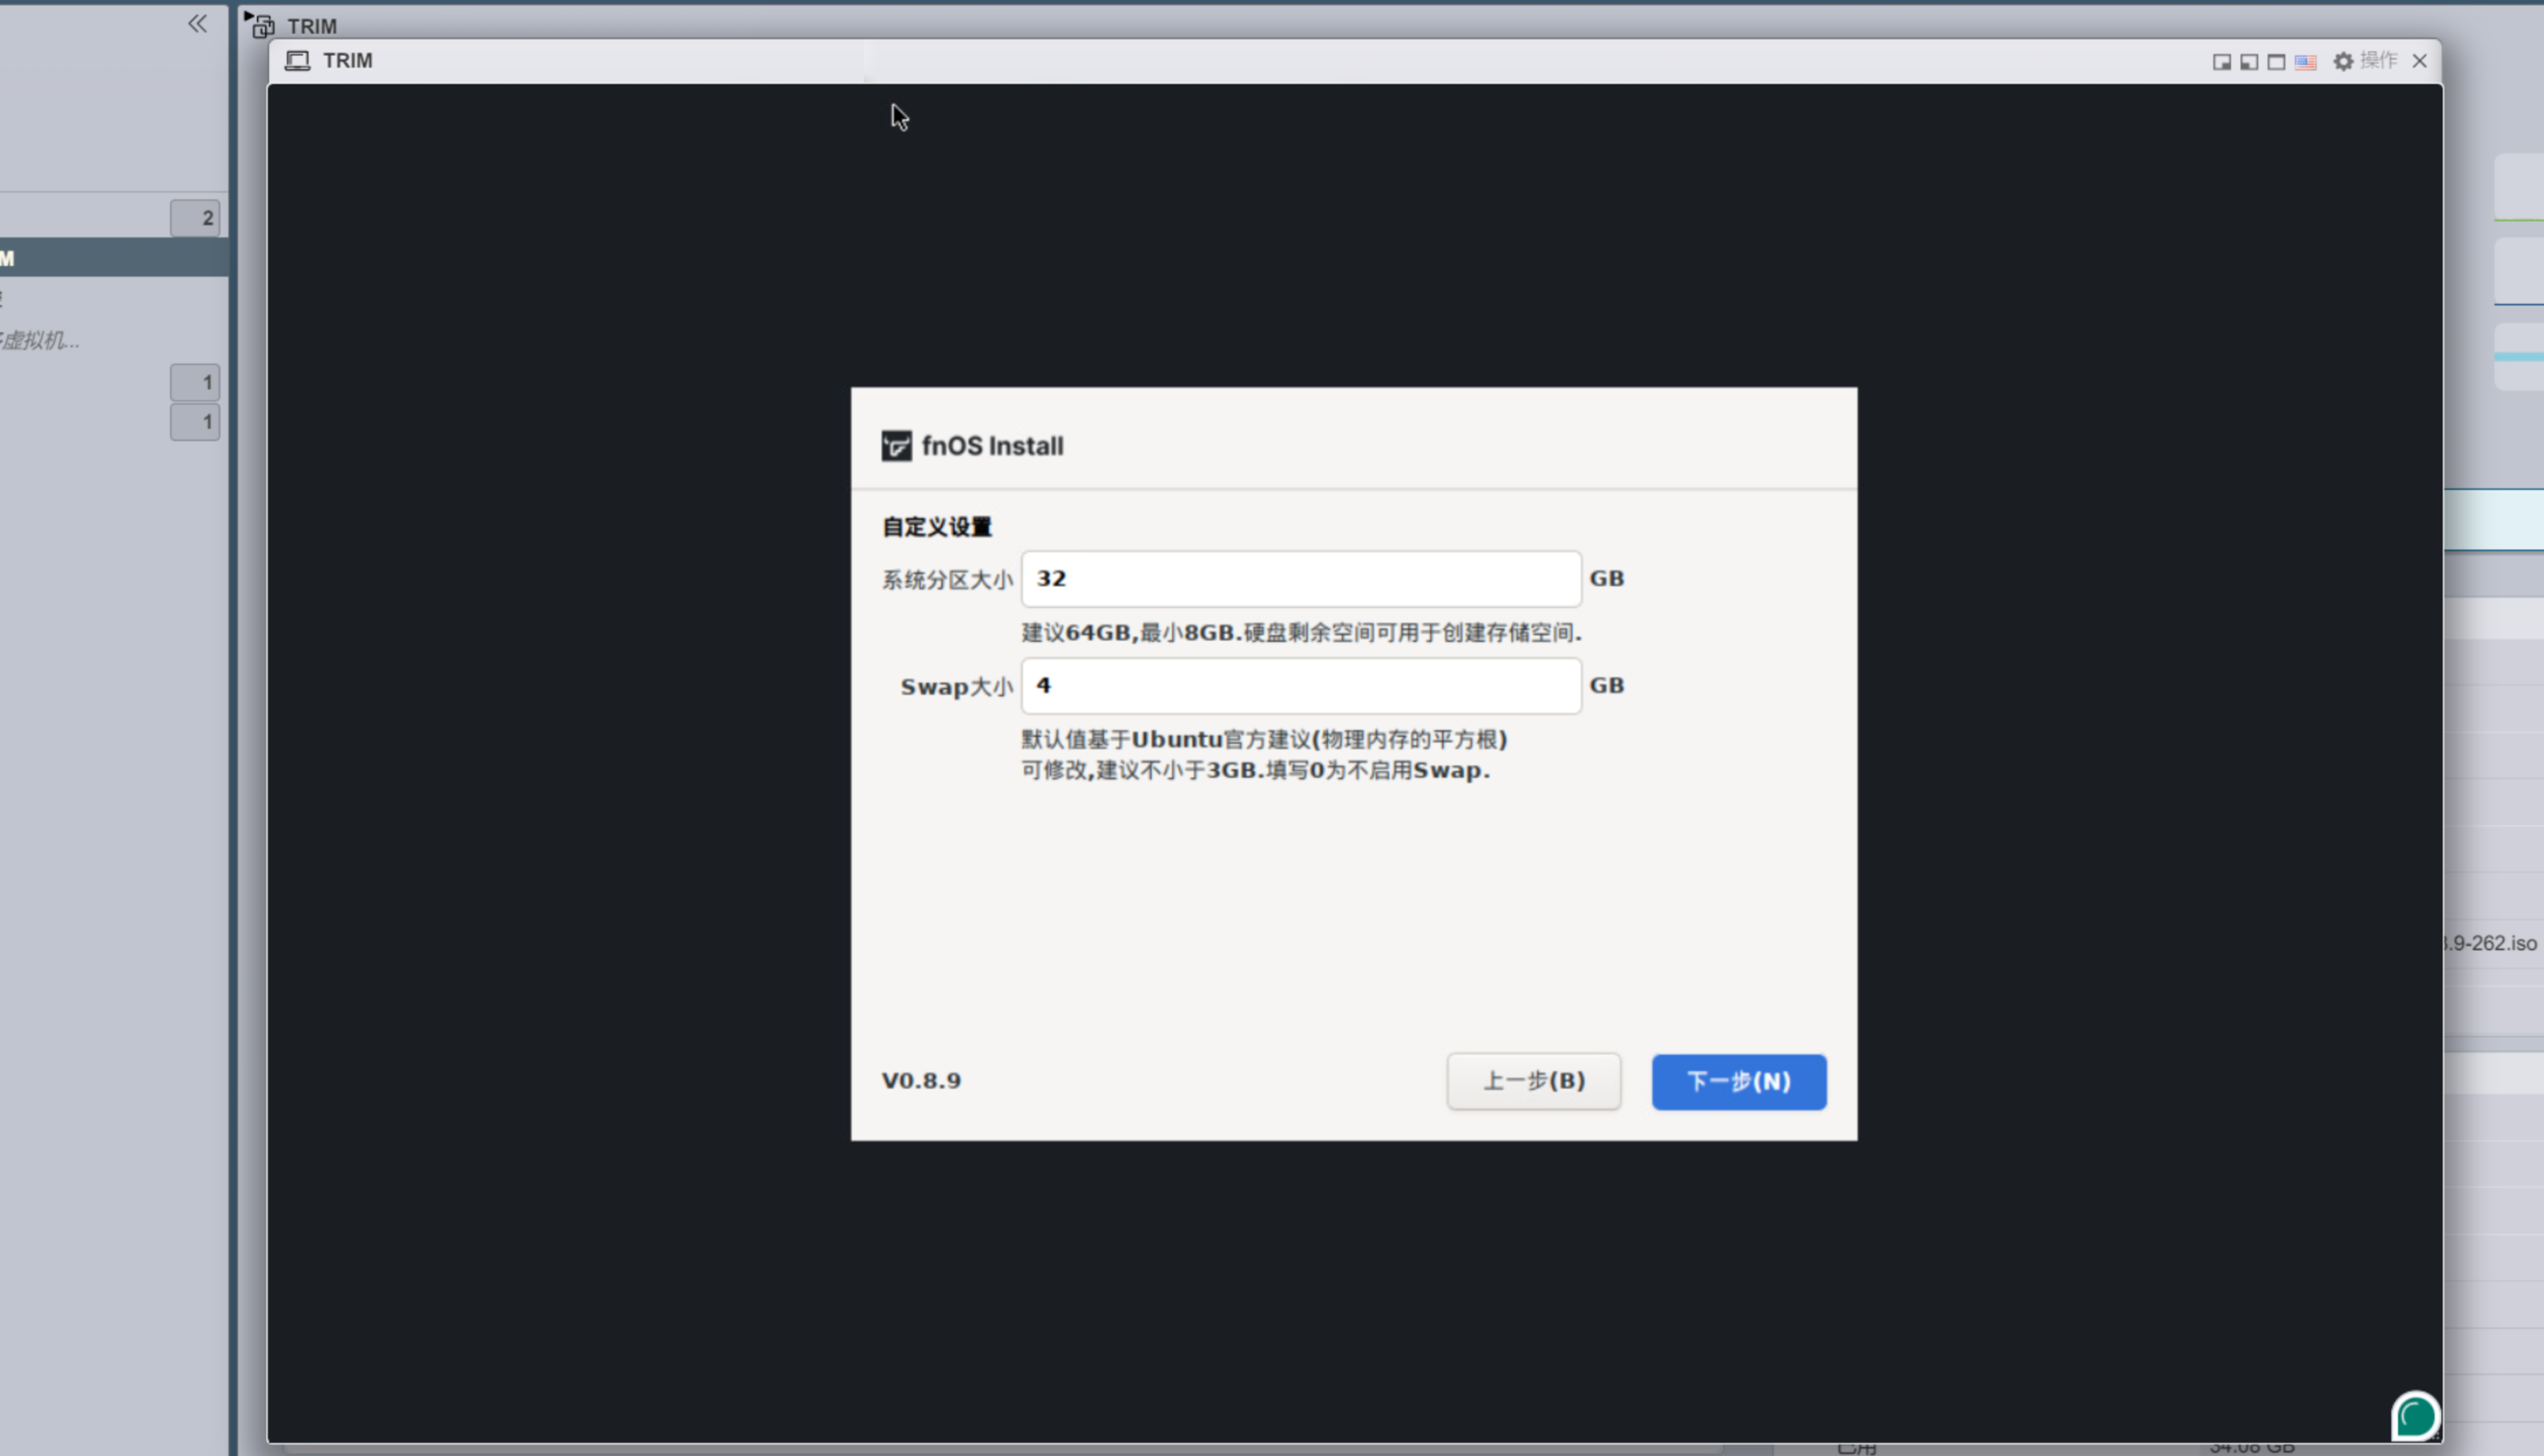 TRIM
TRIM
操作
2
M
虚拟机...
1
1
fnOS Install
自定义设置
系统分区大小 32 GB
建议64GB,最小8GB.硬盘剩余空间可用于创建存储空间.
Swap大小 4 GB
默认值基于Ubuntu官方建议(物理内存的平方根)
可修改,建议不小于3GB.填写0为不启用Swap.
.9-262.iso
V0.8.9
上一步(B)
下一步(N)
已用 34.08 GB